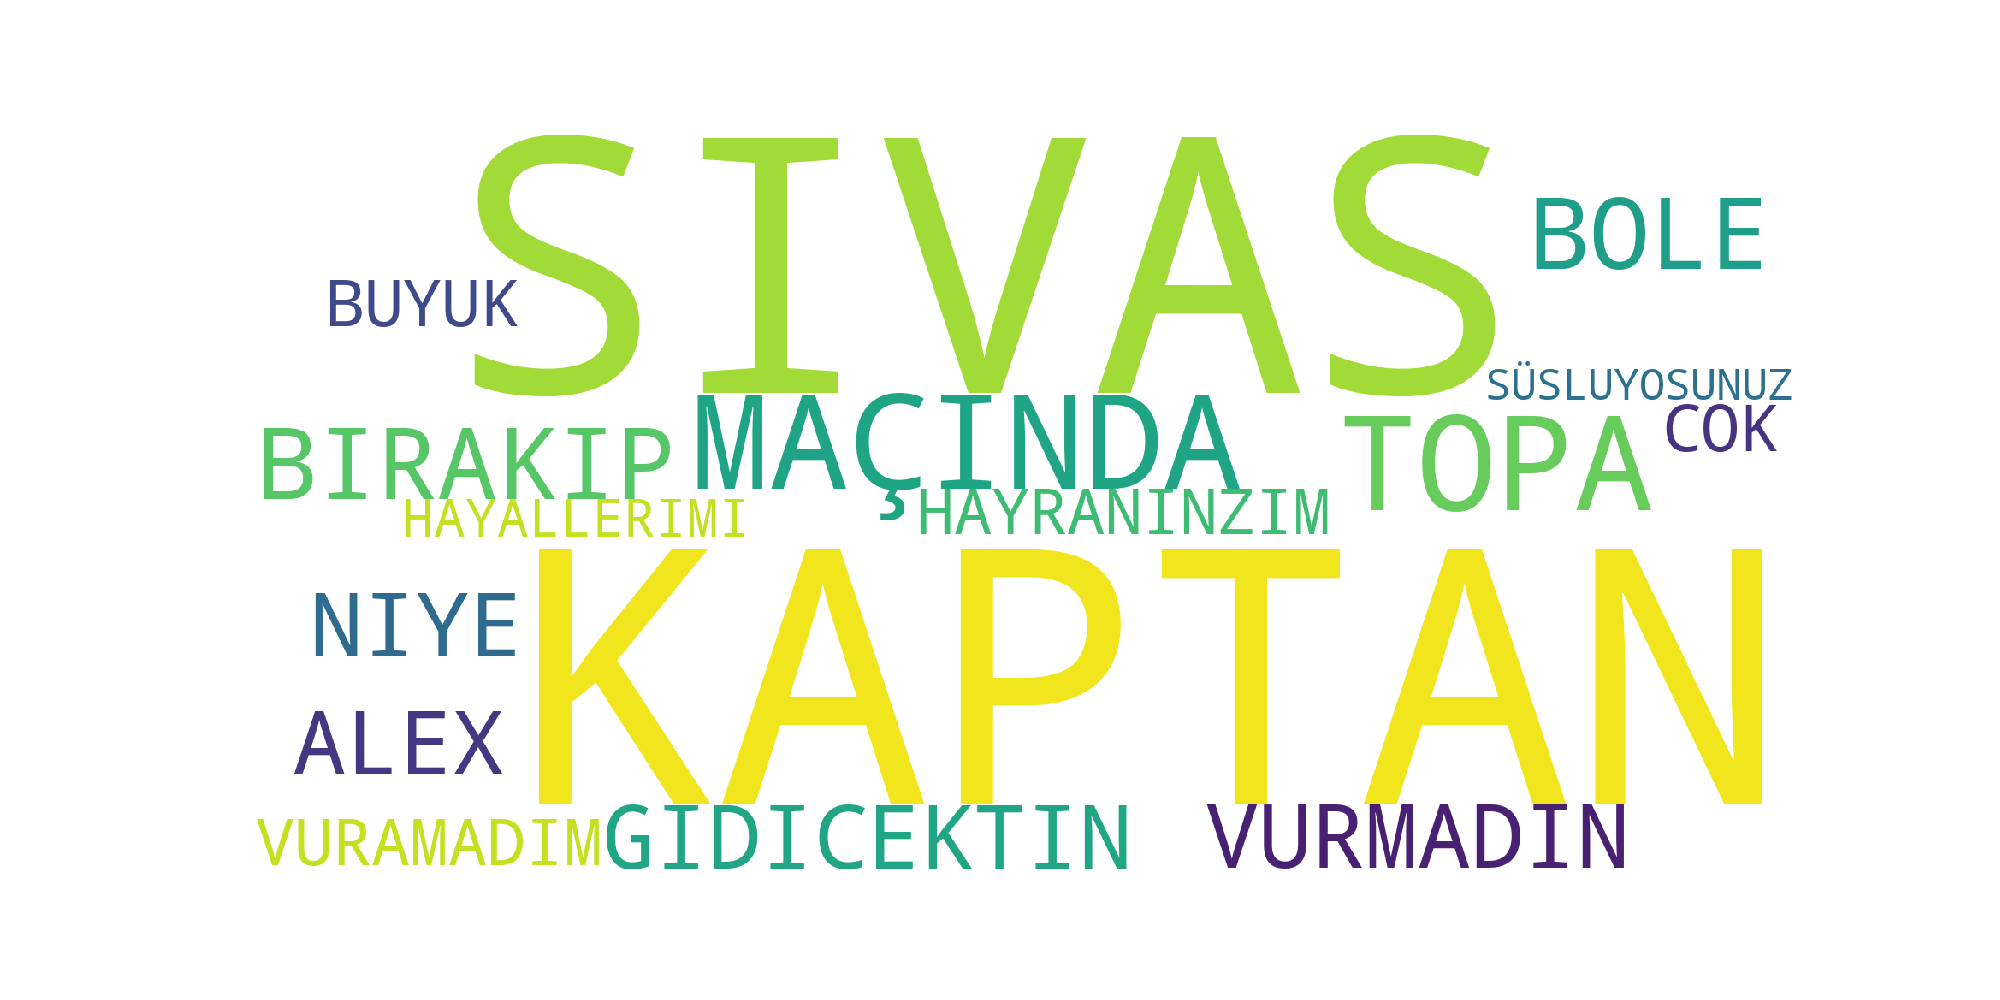 SIVAS
BOLE
BUYUK
SÜSLUYOSUNUZ
BIRAKIP MAÇINDA TOPA COK
HAYALLERIMI HAYRANINZIM
KAPTAN
NIYE
ALEX
VURAMADIM GIDICEKTIN VURMADIN